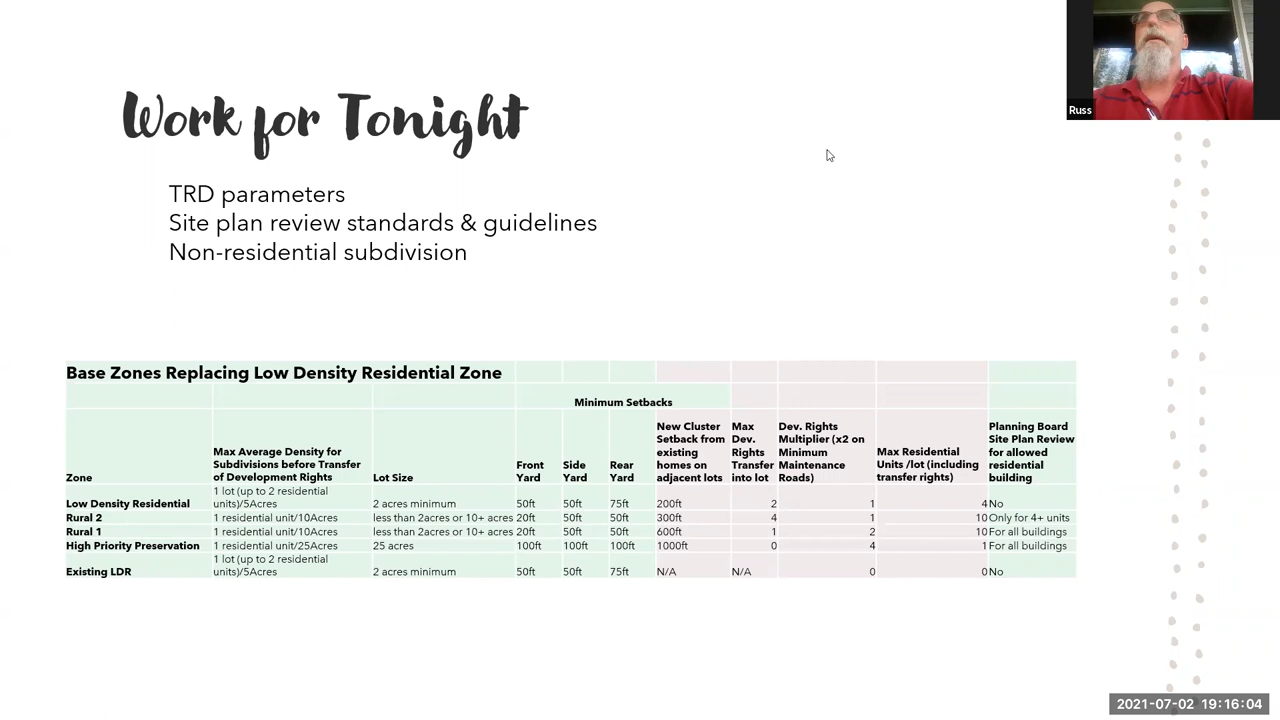 Work for Tonight
Russ
TRD parameters
Site plan review standards & guidelines
Non-residential subdivision
Base Zones Replacing Low Density Residential Zone
Minimum Setbacks
Zone
Max Average Density for
Subdivisions before Transfer
of Development Rights
Lot Size
Front
Yard
Side
Yard
Rear
Yard
New Cluster
Setback from
existing
homes on
adjacent lots
Max
Dev.
Rights
Transfer
into lot
Dev. Rights
Multiplier (x2 on
Minimum
Maintenance
Roads)
Max Residential
Units /lot (including
transfer rights)
Planning Board
Site Plan Review
for allowed
residential
building
Low Density Residential 1 lot (up to 2 residential
units)/5Acres 2 acres minimum 50ft 50ft 75ft 200ft 2 1 4 No
Rural 2 1 residential unit/10Acres less than 2acres or 10+ acres 20ft 50ft 50ft 300ft 4 1 10 Only for 4+ units
Rural 1 1 residential unit/10Acres less than 2acres or 10+ acres 20ft 50ft 50ft 600ft 1 2 10 For all buildings
High Priority Preservation 1 residential unit/25Acres 25 acres 100ft 100ft 100ft 1000ft 0 4 1 For all buildings
Existing LDR 1 lot (up to 2 residential
units)/5Acres 2 acres minimum 50ft 50ft 75ft N/A N/A 0 0 No
2021-07-02 19:16:04